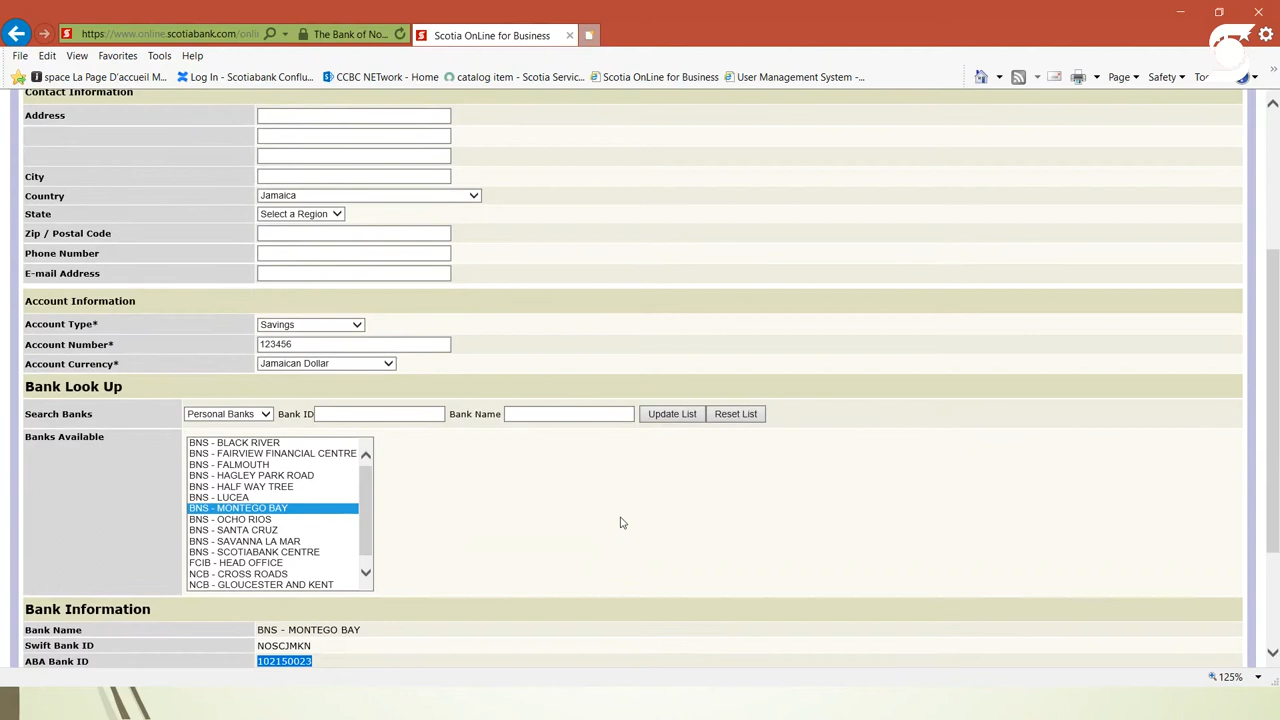 https://www.online.scotiabank.com/onli
The Bank of No...
Scotia OnLine for Business
File Edit View Favorites Tools Help
space La Page D'accueil M...
Log In - Scotiabank Conflu...
CCBC NETwork - Home
catalog item - Scotia Servic...
Scotia OnLine for Business
User Management System -...
Page
Safety
Contact Information
Address
City
Country Jamaica
State Select a Region
Zip / Postal Code
Phone Number
E-mail Address
Account Information
Account Type* Savings
Account Number* 123456
Account Currency* Jamaican Dollar
Bank Look Up
Search Banks Personal Banks Bank ID Bank Name Update List Reset List
Banks Available
BNS - BLACK RIVER
BNS - FAIRVIEW FINANCIAL CENTRE
BNS - FALMOUTH
BNS - HAGLEY PARK ROAD
BNS - HALF WAY TREE
BNS - LUCEA
BNS - MONTEGO BAY
BNS - OCHO RIOS
BNS - SANTA CRUZ
BNS - SAVANNA LA MAR
BNS - SCOTIABANK CENTRE
FCIB - HEAD OFFICE
NCB - CROSS ROADS
NCB - GLOUCESTER AND KENT
Bank Information
Bank Name BNS - MONTEGO BAY
Swift Bank ID NOSCJMKN
ABA Bank ID 102150023
125%